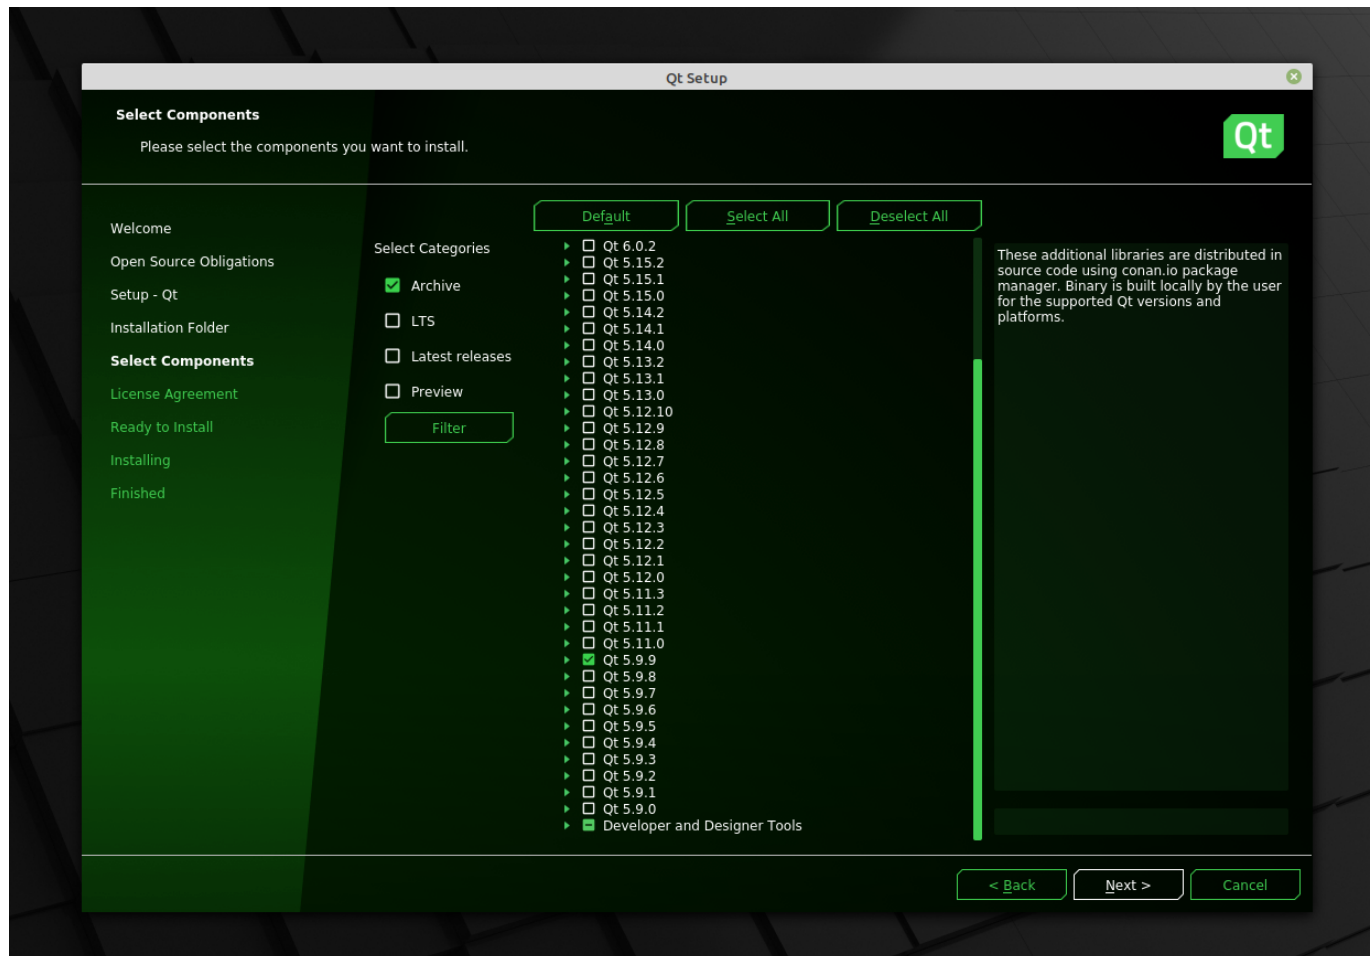 Qt Setup
Select Components
Please select the components you want to install.
Qt
Welcome
Open Source Obligations
Setup - Qt
Installation Folder
Select Components
License Agreement
Ready to Install
Installing
Finished
Select Categories
Archive
LTS
Latest releases
Preview
Filter
Default
Select All
Deselect All
Qt 6.0.2
Qt 5.15.2
Qt 5.15.1
Qt 5.15.0
Qt 5.14.2
Qt 5.14.1
Qt 5.14.0
Qt 5.13.2
Qt 5.13.1
Qt 5.13.0
Qt 5.12.10
Qt 5.12.9
Qt 5.12.8
Qt 5.12.7
Qt 5.12.6
Qt 5.12.5
Qt 5.12.4
Qt 5.12.3
Qt 5.12.2
Qt 5.12.1
Qt 5.12.0
Qt 5.11.3
Qt 5.11.2
Qt 5.11.1
Qt 5.11.0
Qt 5.9.9
Qt 5.9.8
Qt 5.9.7
Qt 5.9.6
Qt 5.9.5
Qt 5.9.4
Qt 5.9.3
Qt 5.9.2
Qt 5.9.1
Qt 5.9.0
Developer and Designer Tools
These additional libraries are distributed in
source code using conan.io package
manager. Binary is built locally by the user
for the supported Qt versions and
platforms.
< Back
Next >
Cancel